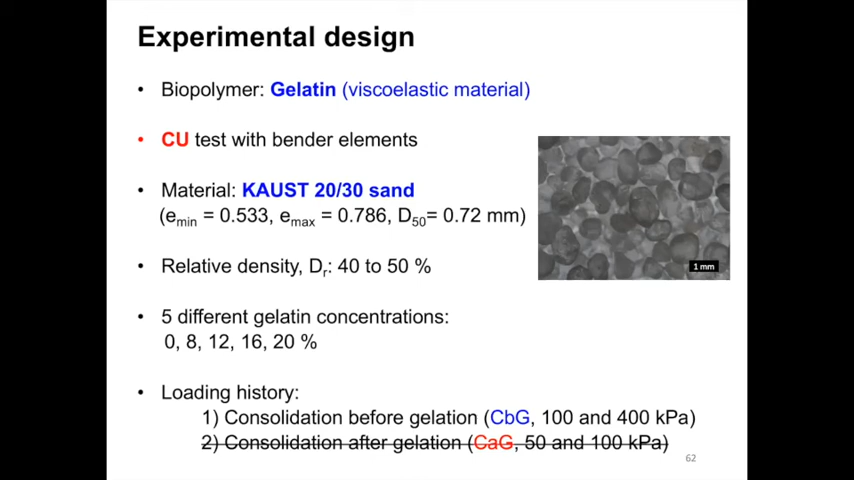 Experimental design
• Biopolymer: Gelatin (viscoelastic material)
• CU test with bender elements
• Material: KAUST 20/30 sand
(emin = 0.533, emax = 0.786, D50= 0.72 mm)
• Relative density, Dr: 40 to 50 %
• 5 different gelatin concentrations:
0, 8, 12, 16, 20 %
• Loading history:
1) Consolidation before gelation (CbG, 100 and 400 kPa)
2) Consolidation after gelation (CaG, 50 and 100 kPa)
1 mm
62